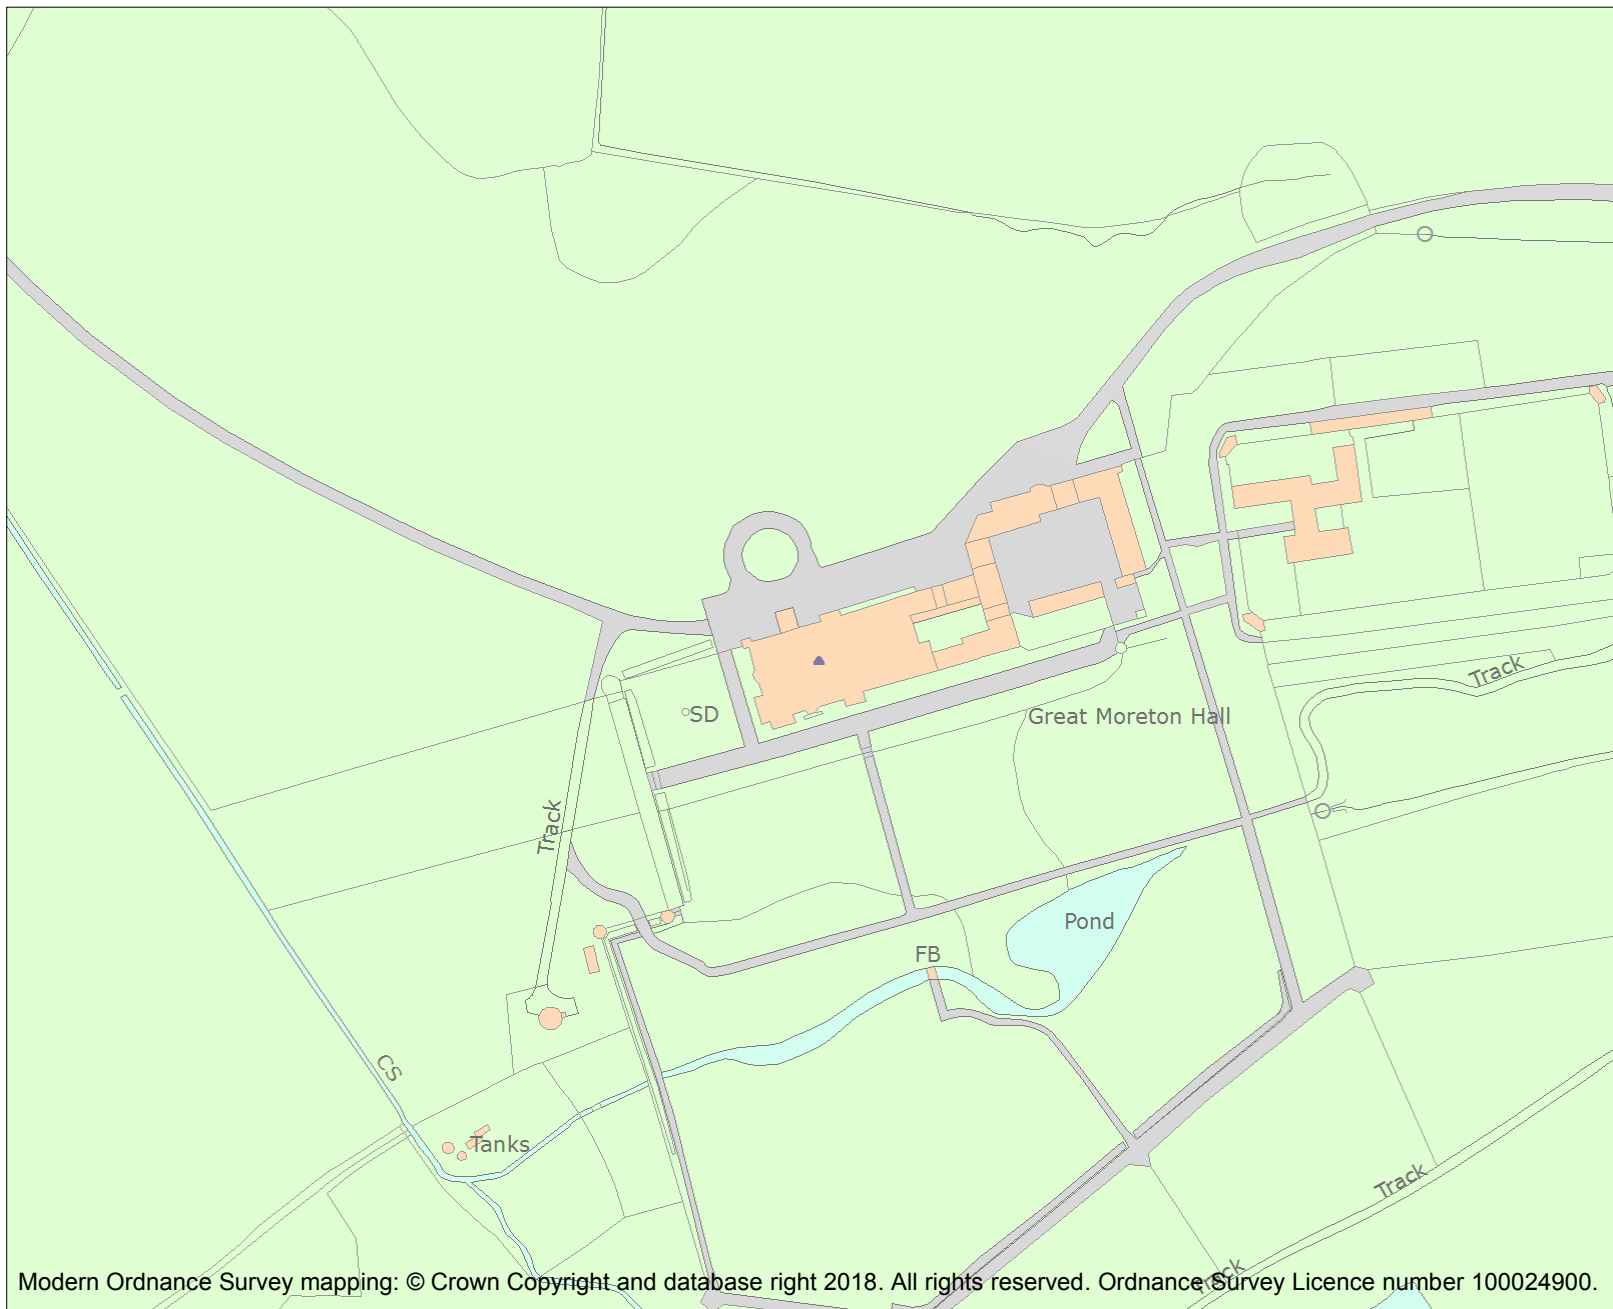 Track
SD
Great Moreton Hall
Track
Pond
FB
CS
Tanks
Track
Track
Modern Ordnance Survey mapping: © Crown Copyright and database right 2018. All rights reserved. Ordnance Survey Licence number 100024900.